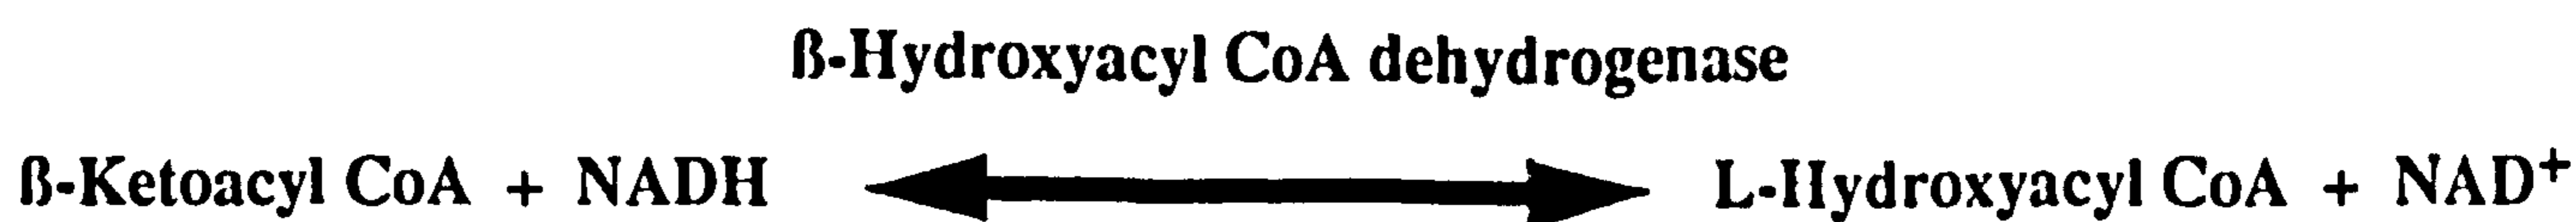 ß-Hydroxyacyl CoA dehydrogenase
ß-Ketoacyl CoA + NADH L-Hydroxyacyl CoA + NAD⁺